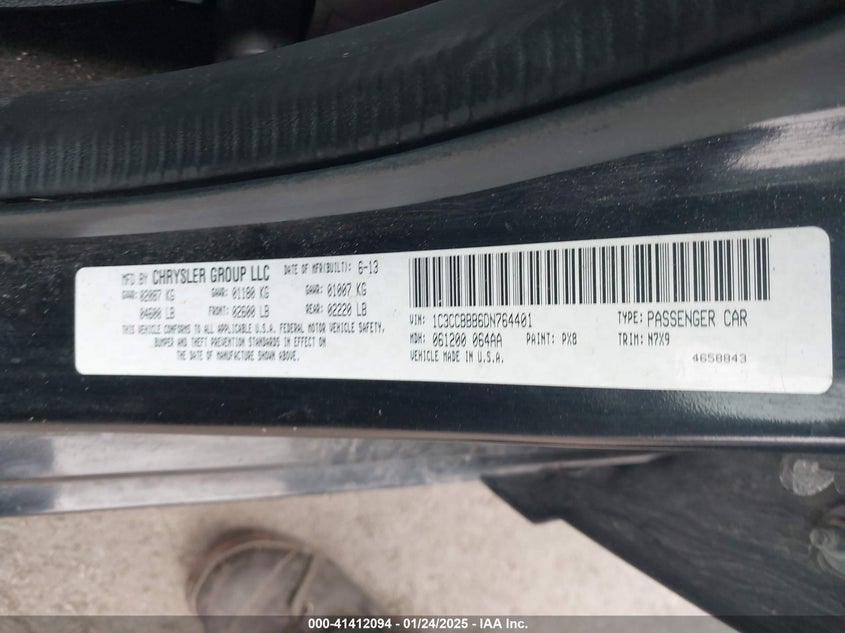 MFD BY CHRYSLER GROUP LLC DATE OF MFR(BUILT): 6-13
GVWR: 02087 KG GAWR: 01180 KG GAWR: 01007 KG
04600 LB FRONT: 02600 LB REAR: 02220 LB
THIS VEHICLE CONFORMS TO ALL APPLICABLE U.S.A. FEDERAL MOTOR VEHICLE SAFETY,
BUMPER AND THEFT PREVENTION STANDARDS IN EFFECT ON
THE DATE OF MANUFACTURE SHOWN ABOVE.
VIN: 1C3CCBBB6DN764401 TYPE: PASSENGER CAR
MDH: 061200 064AA PAINT: PX8 TRIM: N7X9
VEHICLE MADE IN U.S.A. 4658843
000-41412094 - 01/24/2025 - IAA Inc.